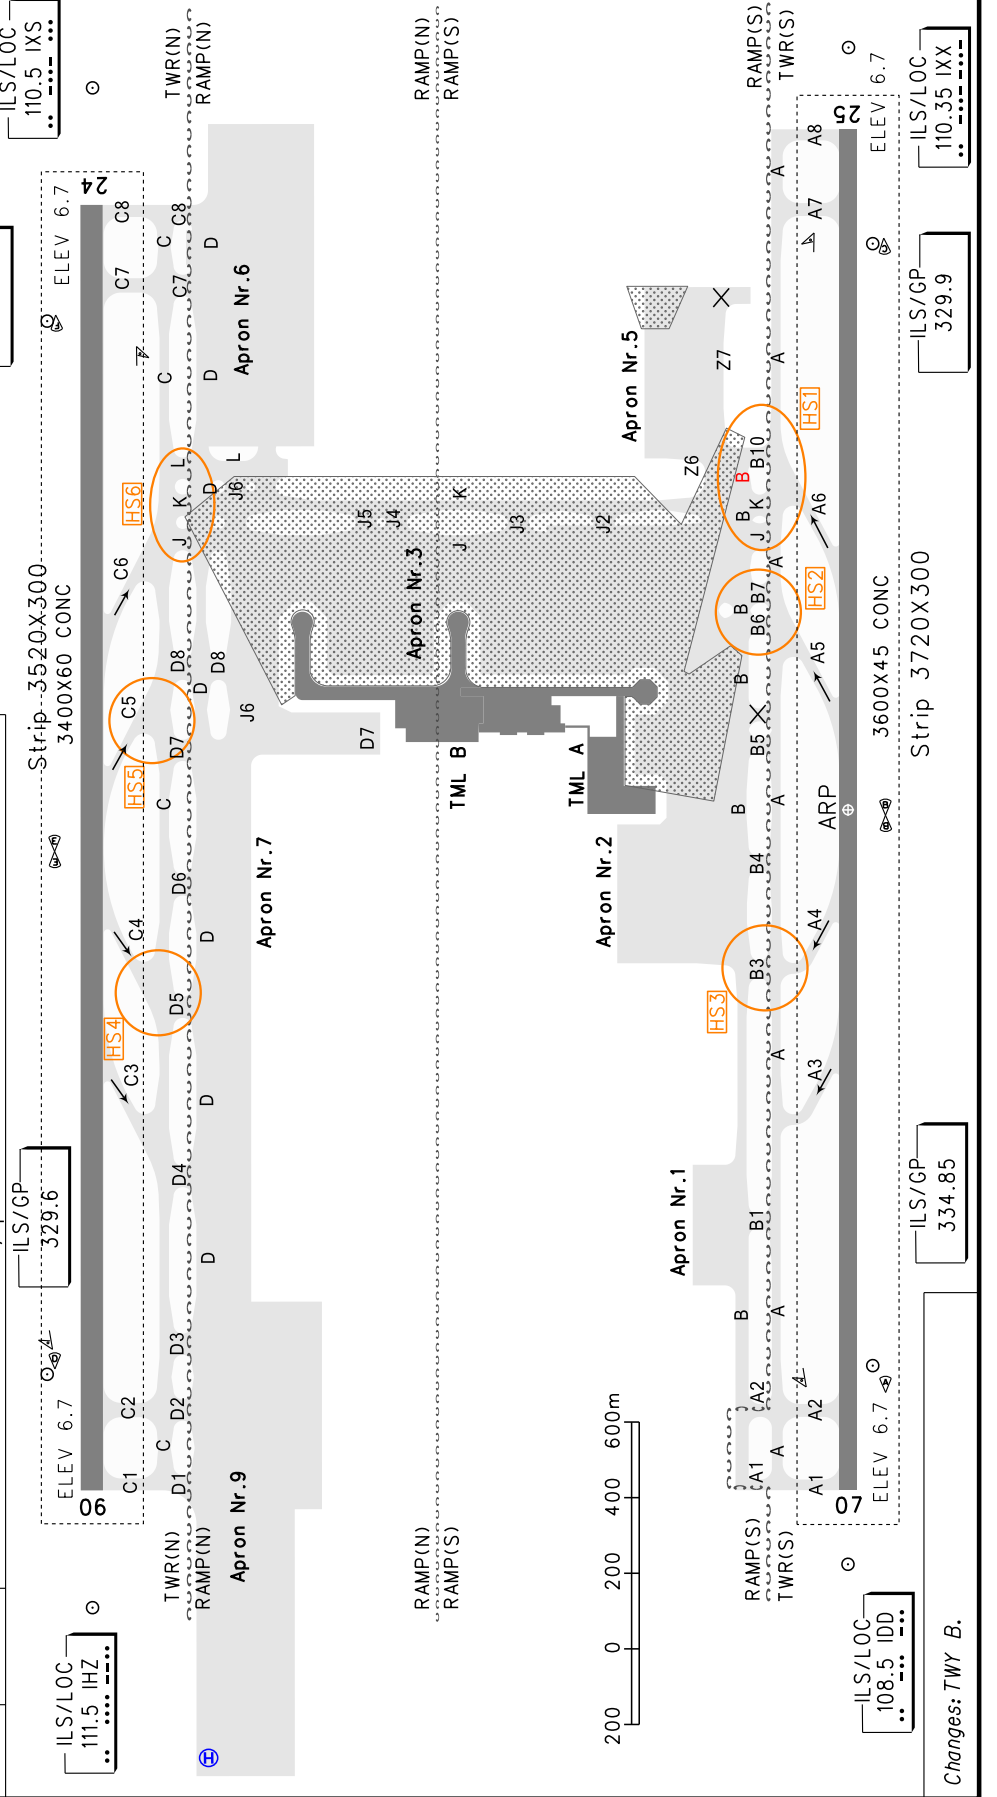 ILS/LOC
110.5 IXS
TWR(N)
RAMP(N)
RAMP(N)
RAMP(S)
RAMP(S)
TWR(S)
ILS/LOC
110.35 IXX
24
ELEV 6.7
C8
C8
C
D
C7
C7
Apron Nr.6
C
D
25
ELEV 6.7
A8
A
A7
ILS/GP
329.9
Apron Nr.5
Z7
A
HS1
HS6
L
L
K
D
J6
J
K
J5
J4
J3
J2
J
Z6
B
B10
B
K
J
A6
A
HS2
Strip 3520X300
3400X60 CONC
C6
Apron Nr.3
B
B7
B6
A5
3600X45 CONC
Strip 3720X300
C5
D8
D8
D
J6
D7
D7
HS5
C
TML B
TML A
B
B5
B
A
ARP
Apron Nr.7
Apron Nr.2
D6
B4
C4
D
A4
HS4
D5
B3
HS3
C3
D
A
A3
ILS/GP
329.6
D4
D
Apron Nr.1
B1
ILS/GP
334.85
D3
B
A
C2
D2
C
C1
D1
ELEV 6.7
06
A2
A2
A
A1
A1
ELEV 6.7
07
Apron Nr.9
TWR(N)
RAMP(N)
RAMP(N)
RAMP(S)
RAMP(S)
TWR(S)
200 0 200 400 600m
ILS/LOC
111.5 IHZ
H
ILS/LOC
108.5 IDD
Changes: TWY B.